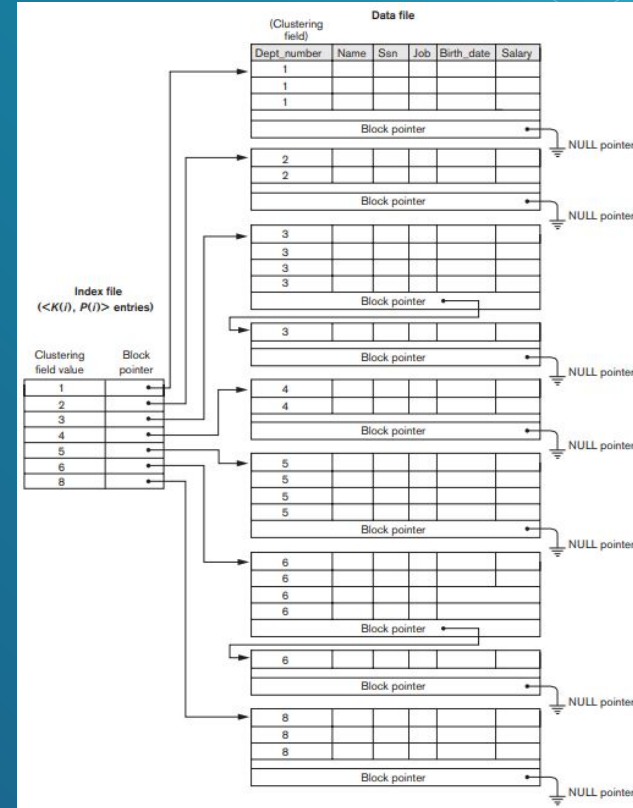 Data file
(Clustering
field)
Dept_number Name Ssn Job Birth_date Salary
1
1
1
Block pointer
NULL pointer
2
2
Block pointer
NULL pointer
3
3
3
3
Block pointer
3
Block pointer
NULL pointer
Index file
(<K(i), P(i)> entries)
Clustering
field value
Block
pointer
1
2
3
4
5
6
8
4
4
Block pointer
NULL pointer
5
5
5
5
Block pointer
NULL pointer
6
6
6
6
Block pointer
6
Block pointer
NULL pointer
8
8
8
Block pointer
NULL pointer